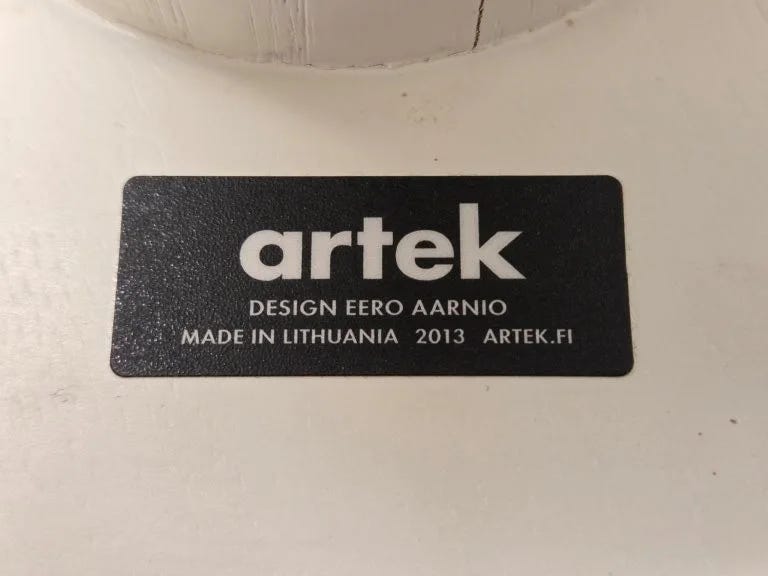 artek
DESIGN EERO AARNIO
MADE IN LITHUANIA 2013 ARTEK.FI